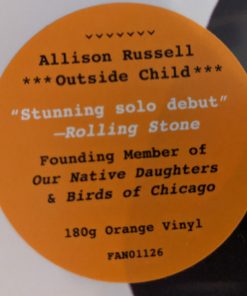 Allison Russell
***Outside Child***
“Stunning solo debut”
—Rolling Stone
Founding Member of
Our Native Daughters
& Birds of Chicago
180g Orange Vinyl
FAN01126